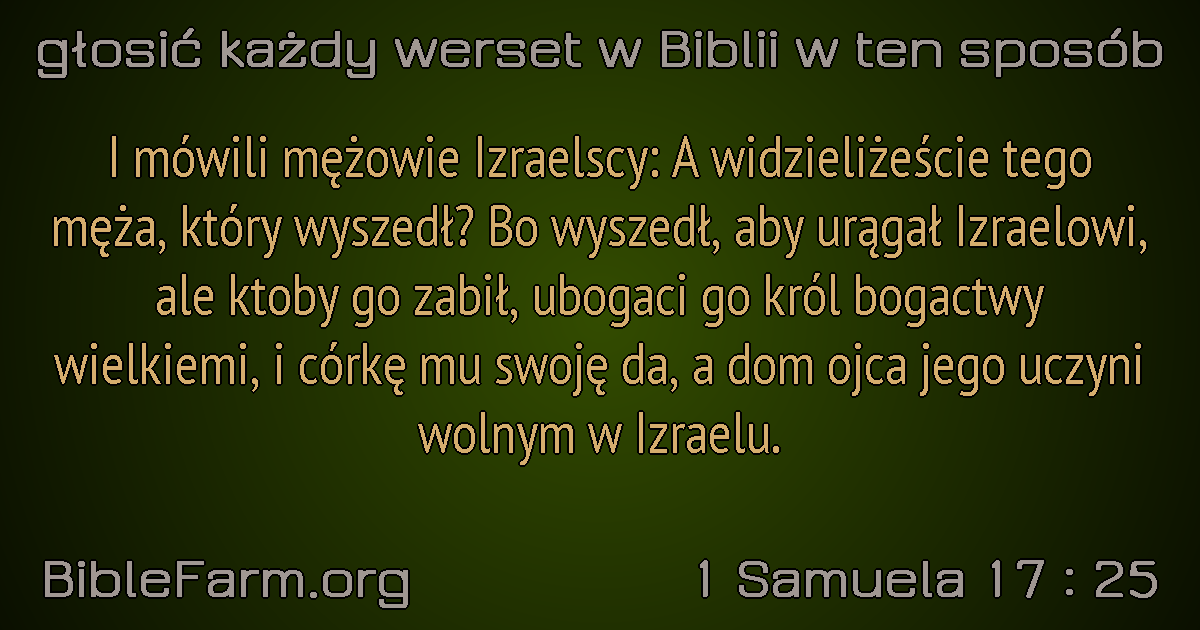 głosić każdy werset w Biblii w ten sposób
I mówili mężowie Izraelscy: A widzieliżeście tego
męża, który wyszedł? Bo wyszedł, aby urągał Izraelowi,
ale ktoby go zabił, ubogaci go król bogactwy
wielkiemi, i córkę mu swoję da, a dom ojca jego uczyni
wolnym w Izraelu.
BibleFarm.org
1 Samuela 17 : 25